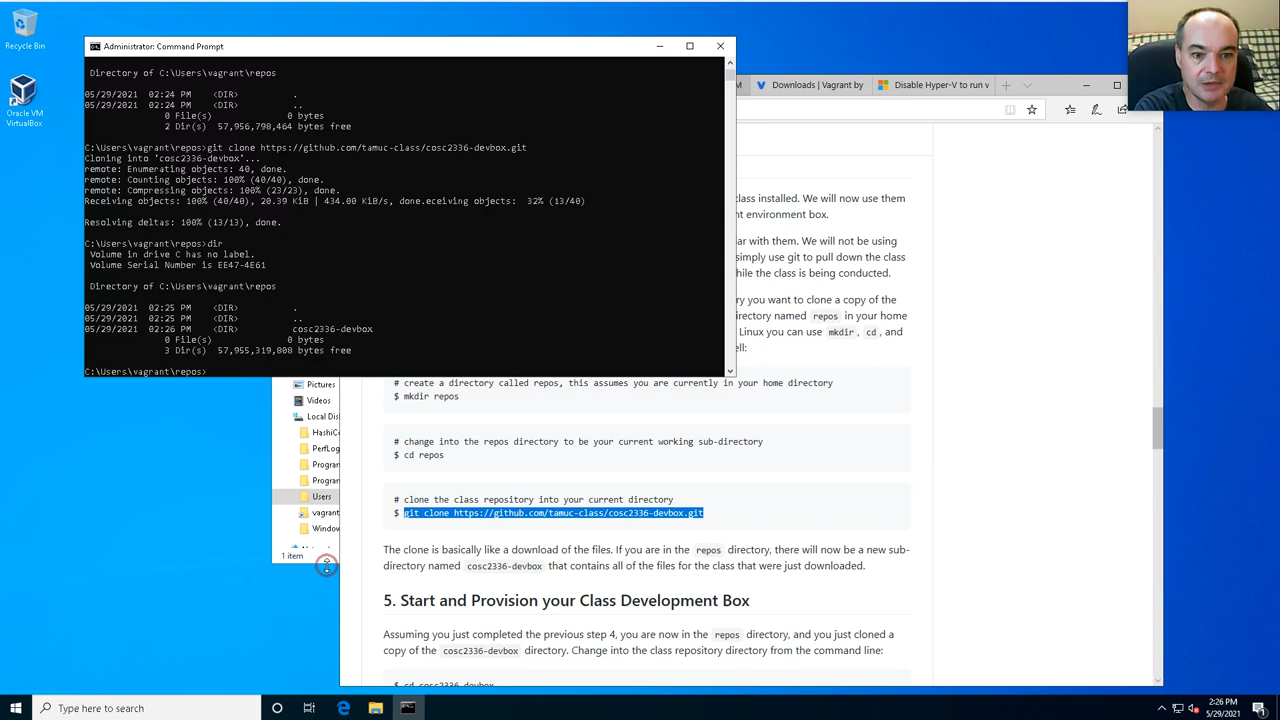 Recycle Bin
Oracle VM
VirtualBox
Administrator: Command Prompt
Directory of C:\Users\vagrant\repos
05/29/2021  02:24 PM    <DIR>          .
05/29/2021  02:24 PM    <DIR>          ..
0 File(s)              0 bytes
2 Dir(s)  57,956,798,464 bytes free
C:\Users\vagrant\repos>git clone https://github.com/tamuc-class/cosc2336-devbox.git
Cloning into 'cosc2336-devbox'...
remote: Enumerating objects: 40, done.
remote: Counting objects: 100% (40/40), done.
remote: Compressing objects: 100% (23/23), done.
Receiving objects: 100% (40/40), 20.39 KiB | 434.00 KiB/s, done.eceiving objects:  32% (13/40)
Resolving deltas: 100% (13/13), done.
C:\Users\vagrant\repos>dir
Volume in drive C has no label.
Volume Serial Number is EE47-4E61
Directory of C:\Users\vagrant\repos
05/29/2021  02:25 PM    <DIR>          .
05/29/2021  02:25 PM    <DIR>          ..
05/29/2021  02:26 PM    <DIR>          cosc2336-devbox
0 File(s)              0 bytes
3 Dir(s)  57,955,319,808 bytes free
C:\Users\vagrant\repos>
Downloads | Vagrant by
Disable Hyper-V to run v
class installed. We will now use them
nt environment box.
ar with them. We will not be using
simply use git to pull down the class
while the class is being conducted.
ry you want to clone a copy of the
directory named repos in your home
Linux you can use mkdir, cd, and
ell:
Pictures
Videos
Local Dis
HashiCo
PerfLog
Program
Program
Users
vagrant
Window
1 item
# create a directory called repos, this assumes you are currently in your home directory
$ mkdir repos
# change into the repos directory to be your current working sub-directory
$ cd repos
# clone the class repository into your current directory
$ git clone https://github.com/tamuc-class/cosc2336-devbox.git
The clone is basically like a download of the files. If you are in the repos directory, there will now be a new sub-
directory named cosc2336-devbox that contains all of the files for the class that were just downloaded.
5. Start and Provision your Class Development Box
Assuming you just completed the previous step 4, you are now in the repos directory, and you just cloned a
copy of the cosc2336-devbox directory. Change into the class repository directory from the command line:
$ cd cosc2336-devbox
Type here to search
2:26 PM
5/29/2021